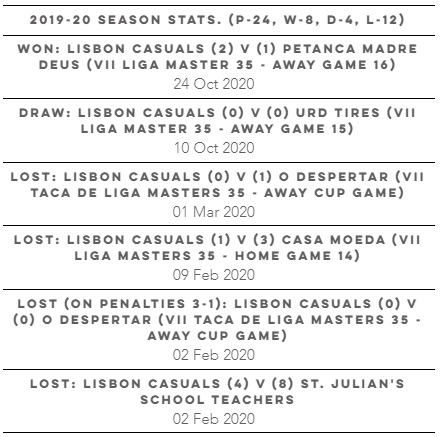 2019-20 SEASON STATS. (P-24, W-8, D-4, L-12)
WON: LISBON CASUALS (2) V (1) PETANCA MADRE
DEUS (VII LIGA MASTER 35 - AWAY GAME 16)
24 Oct 2020
DRAW: LISBON CASUALS (0) V (0) URD TIRES (VII
LIGA MASTER 35 - AWAY GAME 15)
10 Oct 2020
LOST: LISBON CASUALS (0) V (1) O DESPERTAR (VII
TACA DE LIGA MASTERS 35 - AWAY CUP GAME)
01 Mar 2020
LOST: LISBON CASUALS (1) V (3) CASA MOEDA (VII
LIGA MASTERS 35 - HOME GAME 14)
09 Feb 2020
LOST (ON PENALTIES 3-1): LISBON CASUALS (0) V
(0) O DESPERTAR (VII TACA DE LIGA MASTERS 35 -
AWAY CUP GAME)
02 Feb 2020
LOST: LISBON CASUALS (4) V (8) ST. JULIAN'S
SCHOOL TEACHERS
02 Feb 2020